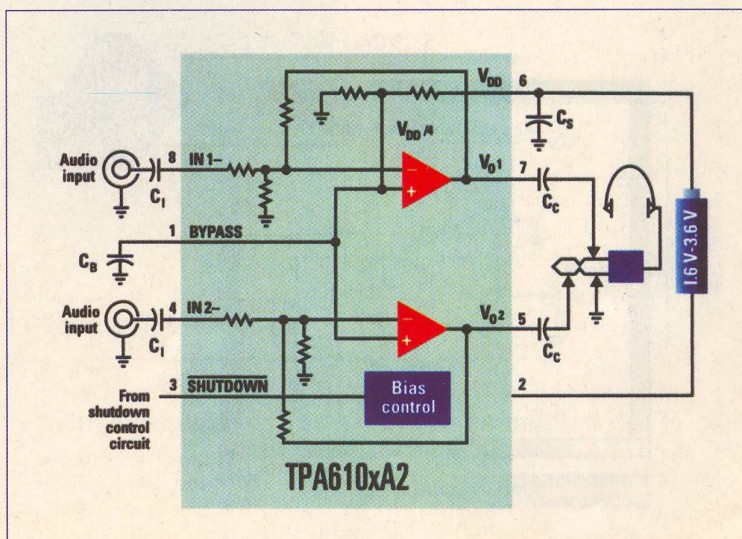 V_DD 6
C_S
V_DD/4
Audio input
8 IN 1–
C_I
V_O1
7
C_C
1 BYPASS
C_B
1.6 V-3.6 V
Audio input
4 IN 2–
C_I
V_O2
5
C_C
From shutdown control circuit
3 SHUTDOWN
Bias control
2
TPA610xA2
– +
– +